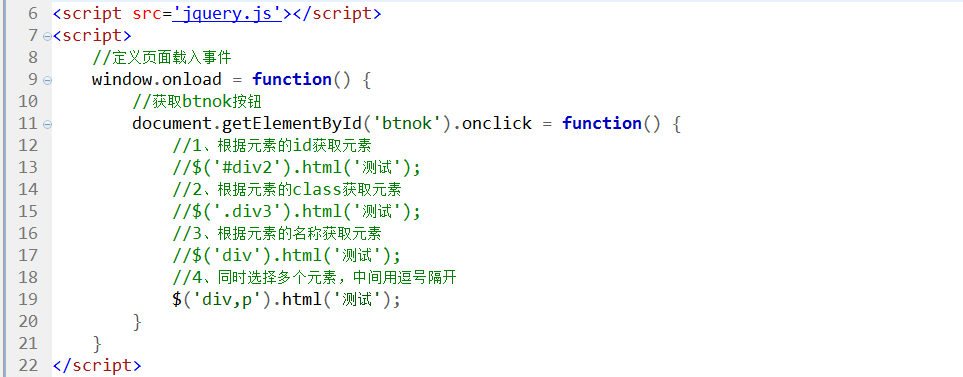 6 <script src='jquery.js'></script>
7 <script>
8     //定义页面载入事件
9     window.onload = function() {
10         //获取btnok按钮
11         document.getElementById('btnok').onclick = function() {
12             //1、根据元素的id获取元素
13             //$('#div2').html('测试');
14             //2、根据元素的class获取元素
15             //$('.div3').html('测试');
16             //3、根据元素的名称获取元素
17             //$('div').html('测试');
18             //4、同时选择多个元素，中间用逗号隔开
19             $('div,p').html('测试');
20         }
21     }
22 </script>